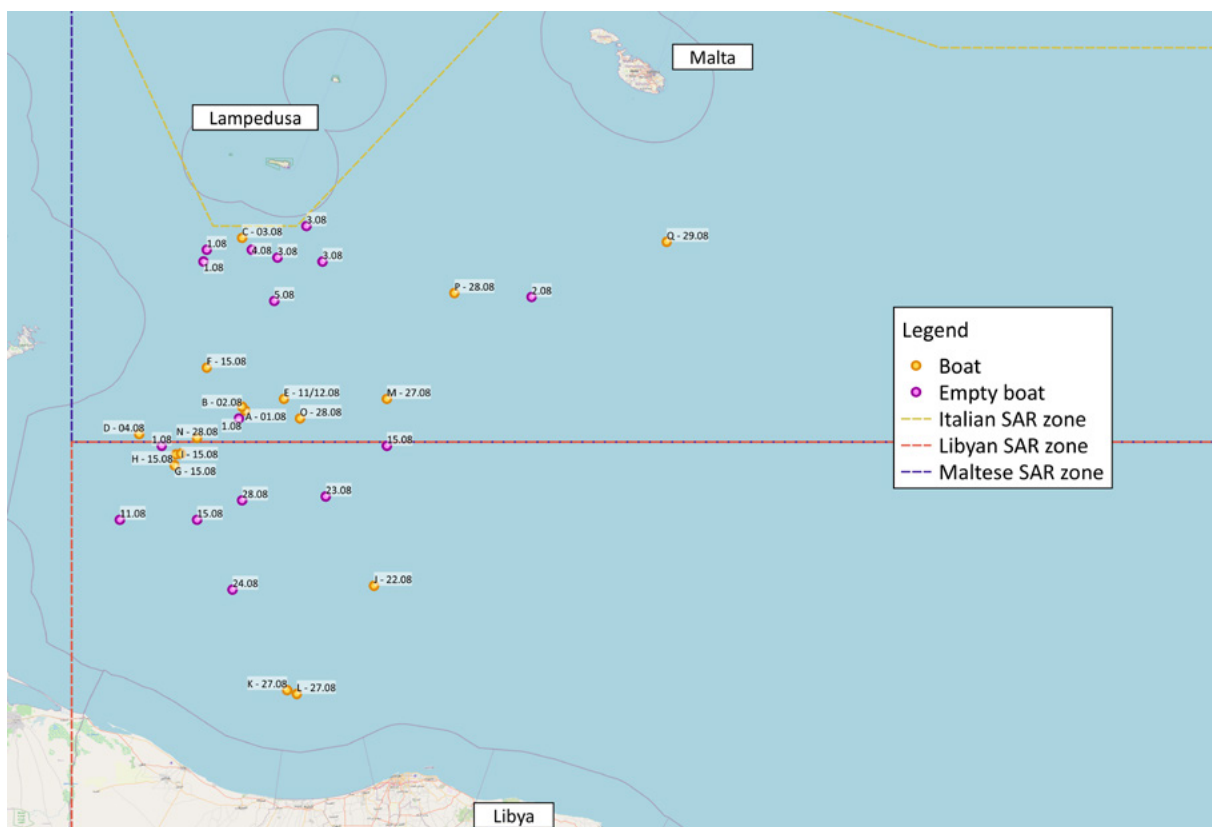 Malta
Lampedusa
3.08
C - 03.08
Q - 29.08
1.08
4.08
3.08
3.08
1.08
P - 28.08
2.08
5.08
Legend
Boat
Empty boat
Italian SAR zone
Libyan SAR zone
Maltese SAR zone
F - 15.08
E - 11/12.08
M - 27.08
B - 02.08
A - 01.08
O - 28.08
1.08
D - 04.08
N - 28.08
1.08
15.08
I - 15.08
H - 15.08
G - 15.08
28.08
23.08
11.08
15.08
24.08
J - 22.08
K - 27.08
L - 27.08
Libya